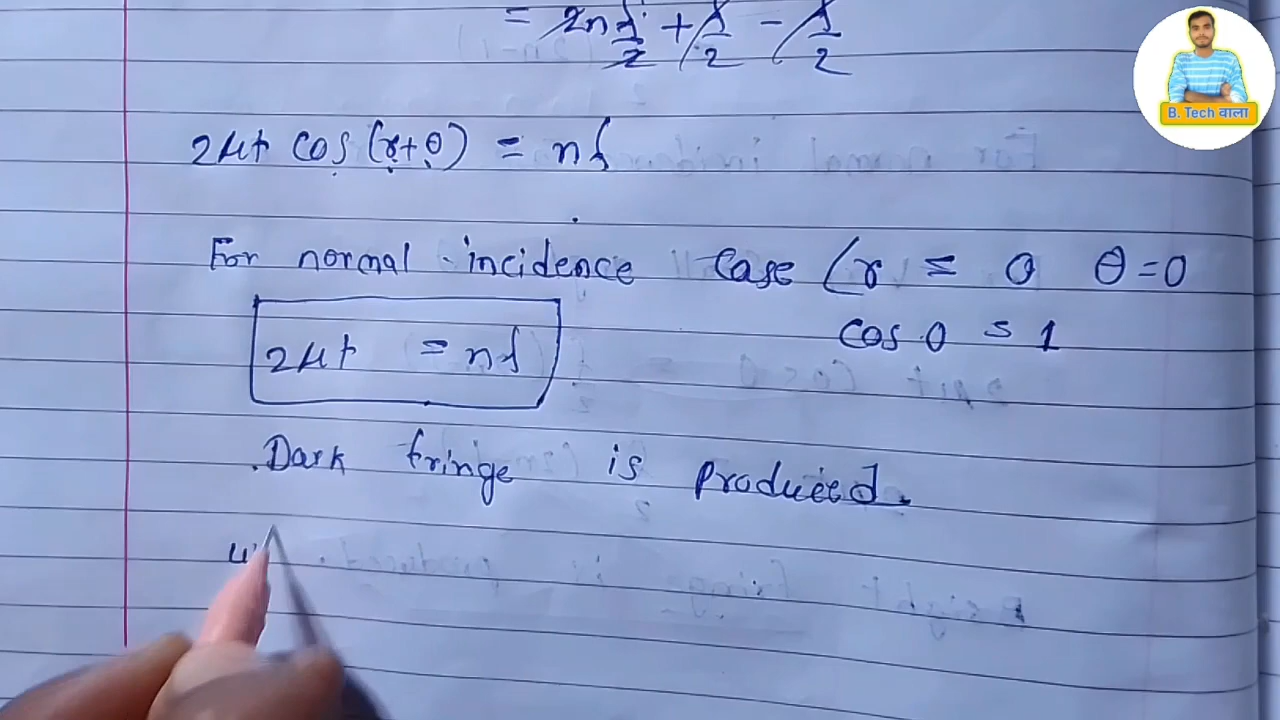 = 2nλ/2 + λ/2 - λ/2
2μt cos (r+θ) = nλ
For normal incidence case (r = 0 θ=0
cos 0 = 1
2μt = nλ
Dark fringe is produced.
B. Tech वाला